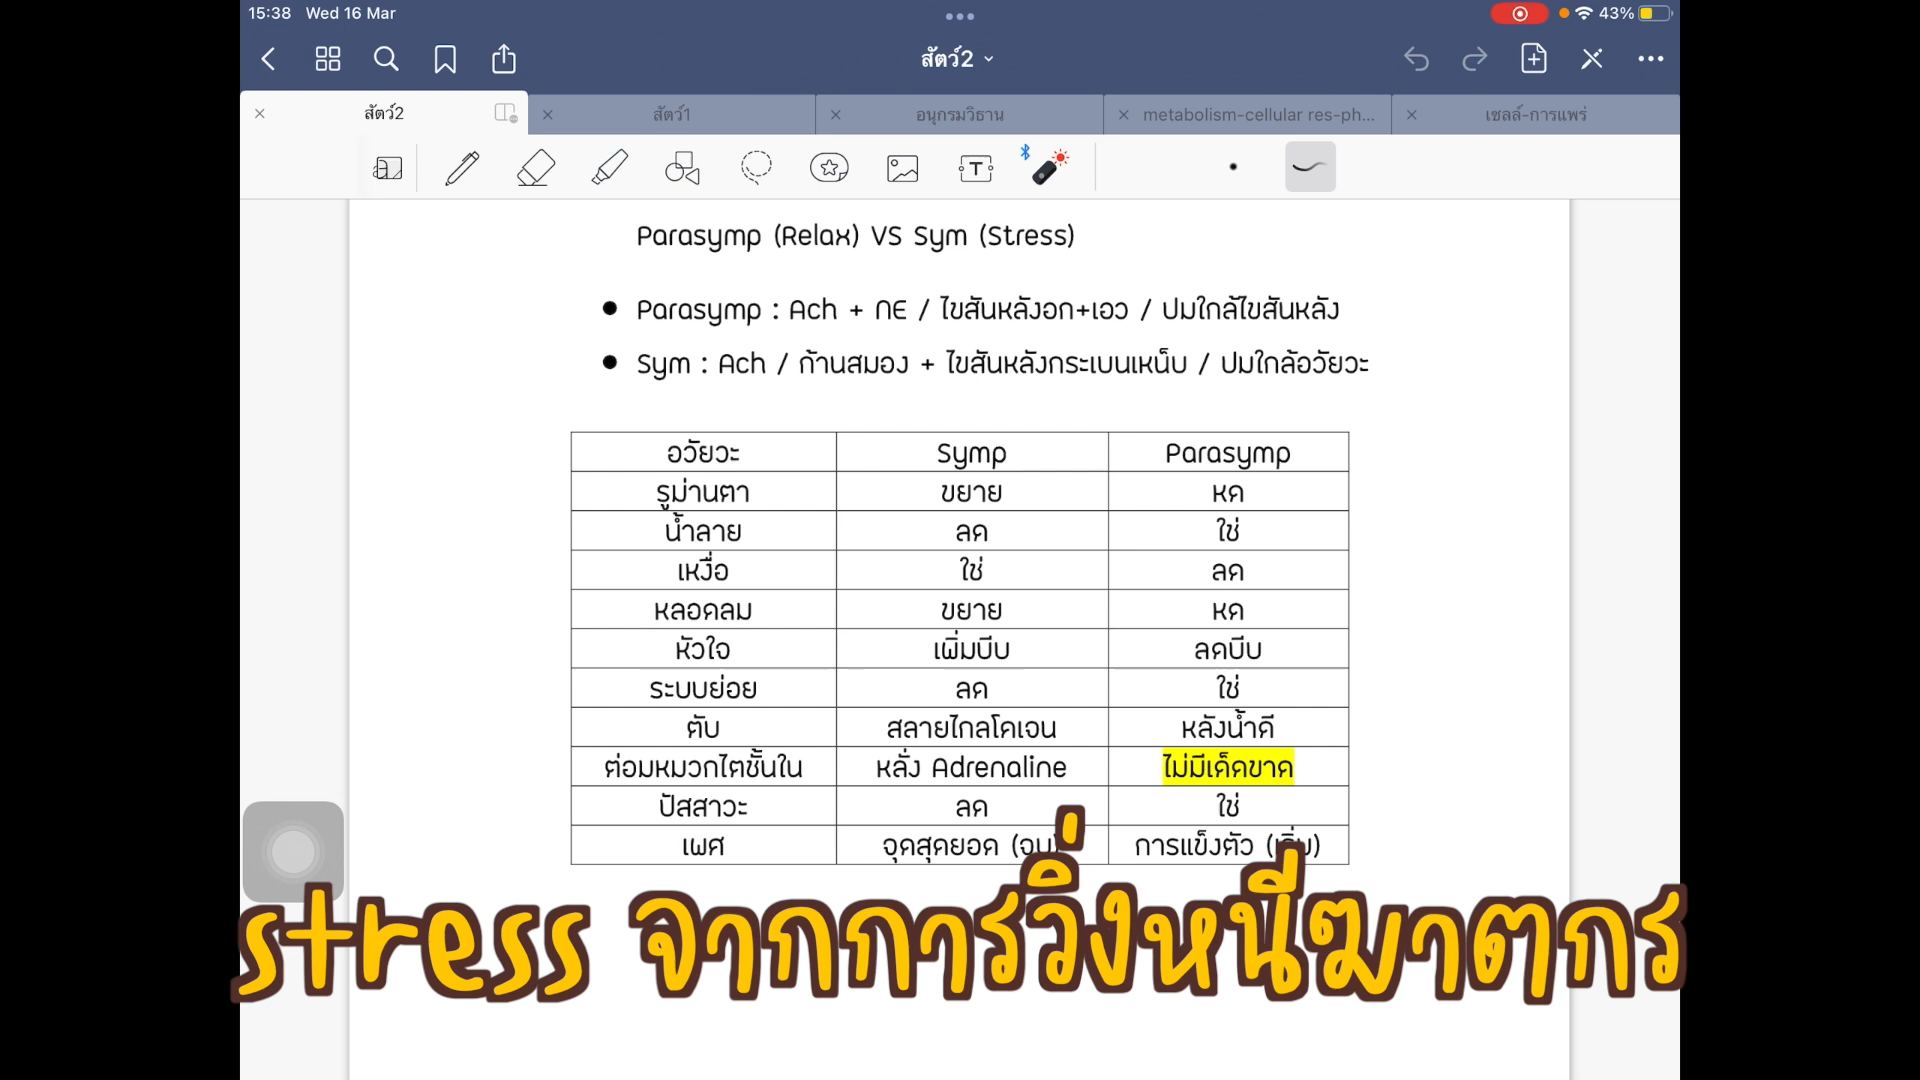 15:38 Wed 16 Mar 43%
สัตว์2
สัตว์2 สัตว์1 อนุกรมวิธาน metabolism-cellular res-ph... เซลล์-การแพร่
Parasymp (Relax) VS Sym (Stress)
● Parasymp : Ach + NE / ไขสันหลังอก+เอว / ปมใกล้ไขสันหลัง
● Sym : Ach / ก้านสมอง + ไขสันหลังกระเบนเหน็บ / ปมใกล้อวัยวะ
อวัยวะ Symp Parasymp
รูม่านตา ขยาย หด
น้ำลาย ลด ใช่
เหงื่อ ใช่ ลด
หลอดลม ขยาย หด
หัวใจ เพิ่มบีบ ลดบีบ
ระบบย่อย ลด ใช่
ตับ สลายไกลโคเจน หลังน้ำดี
ต่อมหมวกไตชั้นใน หลั่ง Adrenaline ไม่มีเด็ดขาด
ปัสสาวะ ลด ใช่
เพศ จุดสุดยอด (จบ) การแข็งตัว
stress จากการวิ่งหนีฆาตกร